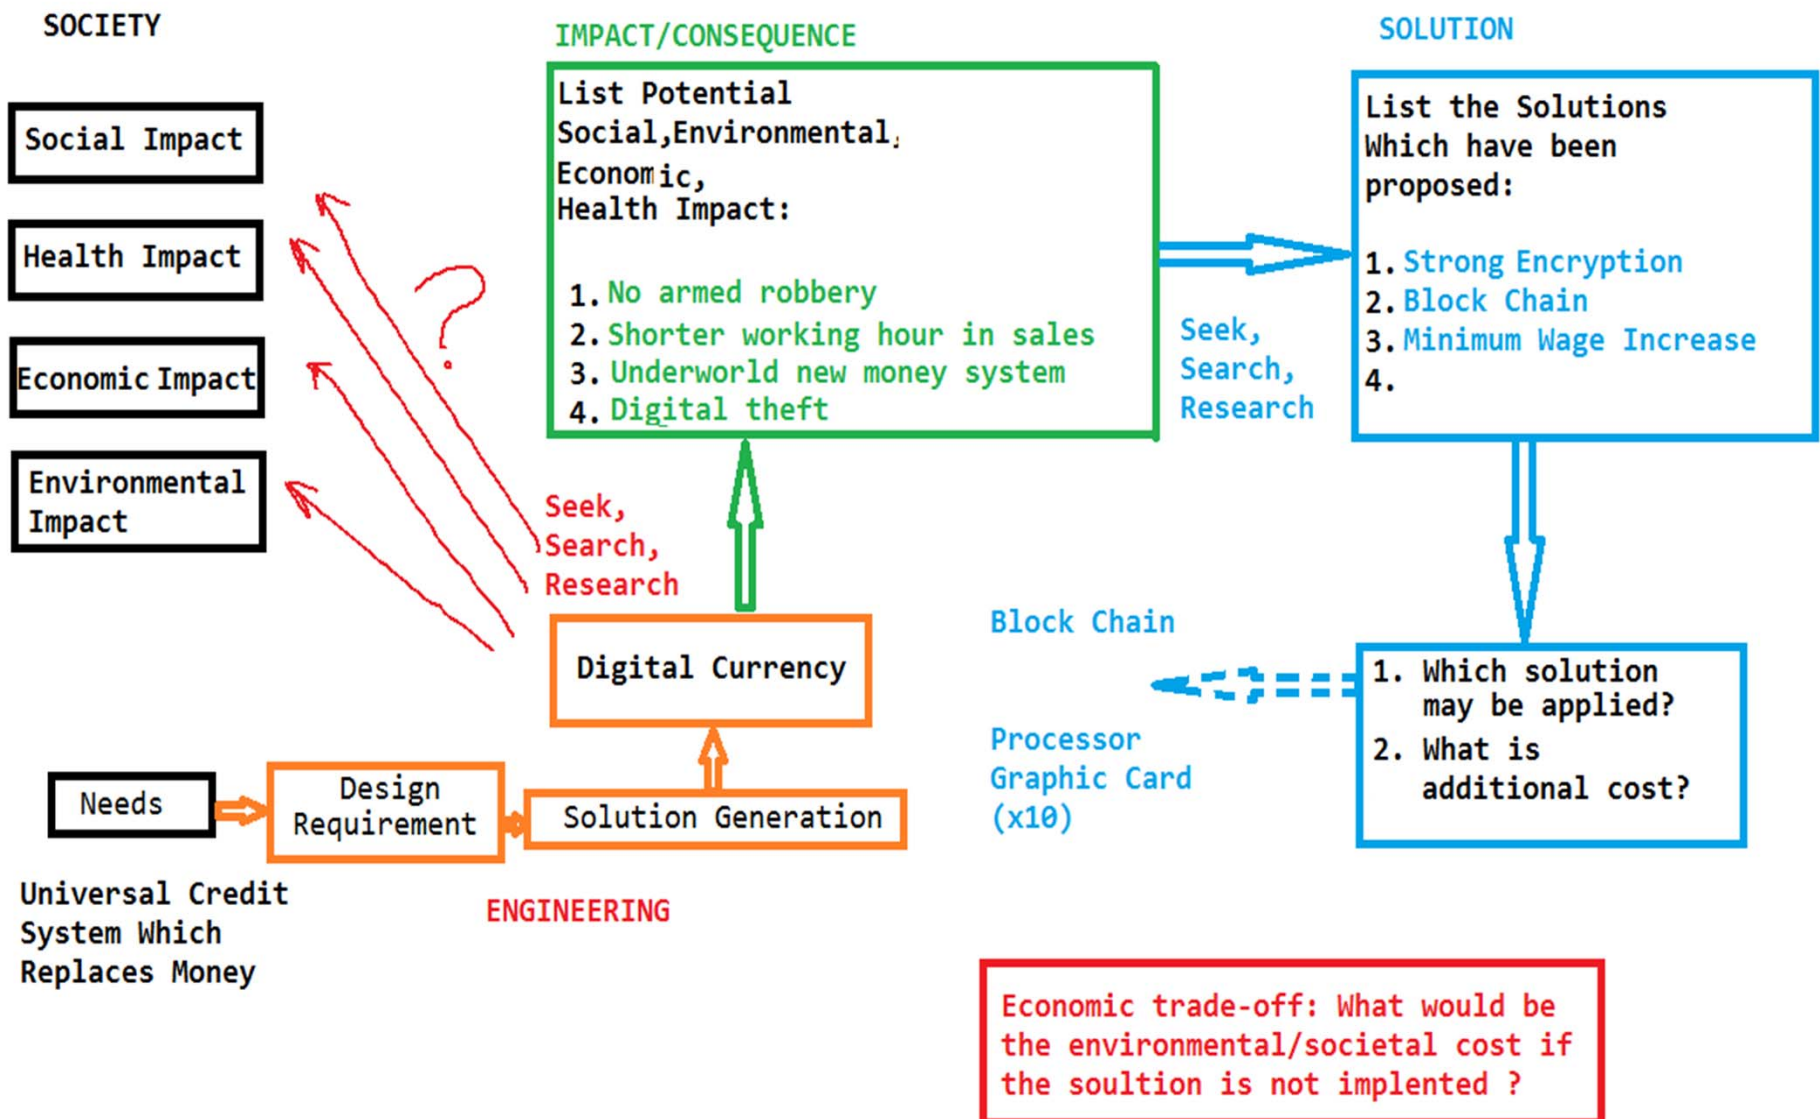 SOCIETY
Social Impact
Health Impact
Economic Impact
Environmental
Impact
IMPACT/CONSEQUENCE
List Potential
Social,Environmental,
Economic,
Health Impact:
1. No armed robbery
2. Shorter working hour in sales
3. Underworld new money system
4. Digital theft
Seek,
Search,
Research
SOLUTION
List the Solutions
Which have been
proposed:
1. Strong Encryption
2. Block Chain
3. Minimum Wage Increase
4.
?
Seek,
Search,
Research
Digital Currency
Needs
Design
Requirement
Solution Generation
Universal Credit
System Which
Replaces Money
ENGINEERING
Block Chain
Processor
Graphic Card
(x10)
1. Which solution
may be applied?
2. What is
additional cost?
Economic trade-off: What would be
the environmental/societal cost if
the soultion is not implented ?